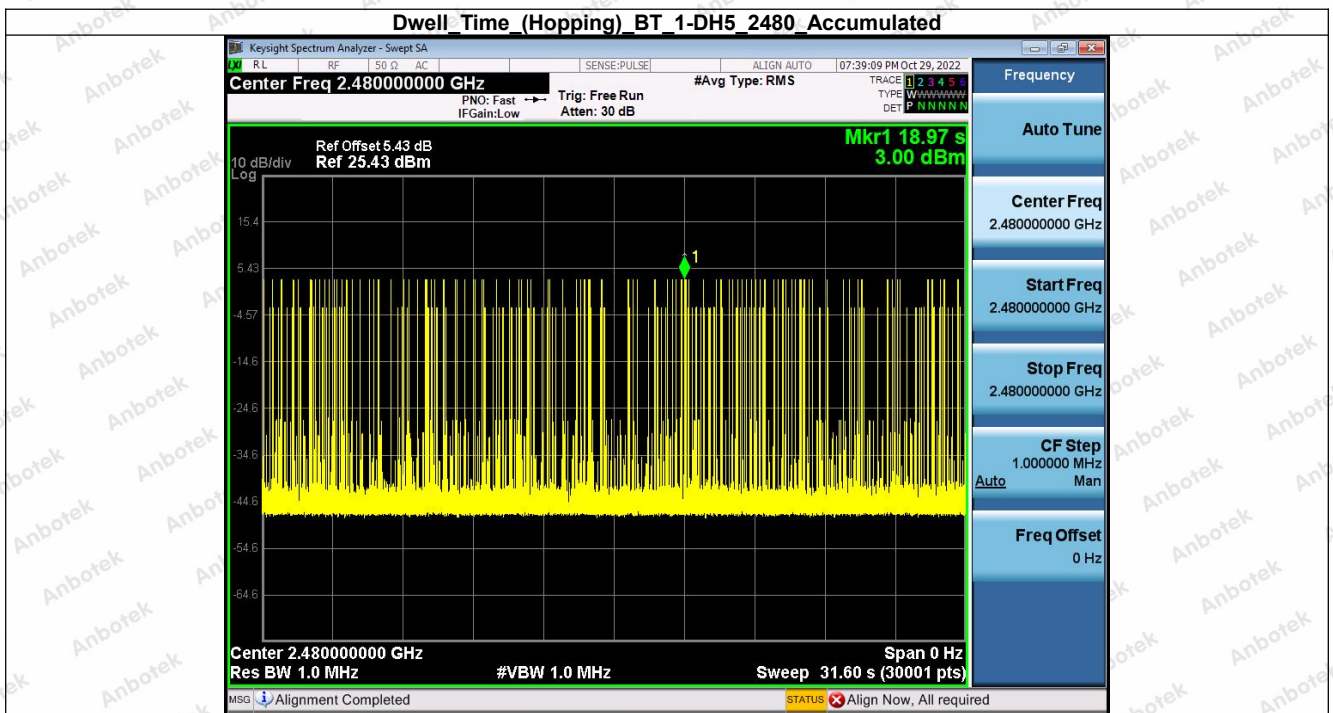 Dwell_Time_(Hopping)_BT_1-DH5_2480_Accumulated
Keysight Spectrum Analyzer - Swept SA
LXI RL RF 50 Ω AC SENSE:PULSE ALIGN AUTO 07:39:09 PM Oct 29, 2022
Center Freq 2.480000000 GHz
#Avg Type: RMS
TRACE 1 2 3 4 5 6
TYPE WWWWWW
DET P N N N N N
PNO: Fast
IFGain:Low
Trig: Free Run
Atten: 30 dB
Mkr1 18.97 s
3.00 dBm
Ref Offset 5.43 dB
10 dB/div Ref 25.43 dBm
Log
15.4
5.43
-4.57
-14.6
-24.6
-34.6
-44.6
-54.6
-64.6
1
Center 2.480000000 GHz Span 0 Hz
Res BW 1.0 MHz #VBW 1.0 MHz Sweep 31.60 s (30001 pts)
MSG Alignment Completed STATUS Align Now, All required
Frequency
Auto Tune
Center Freq
2.480000000 GHz
Start Freq
2.480000000 GHz
Stop Freq
2.480000000 GHz
CF Step
1.000000 MHz
Auto Man
Freq Offset
0 Hz
Anbotek